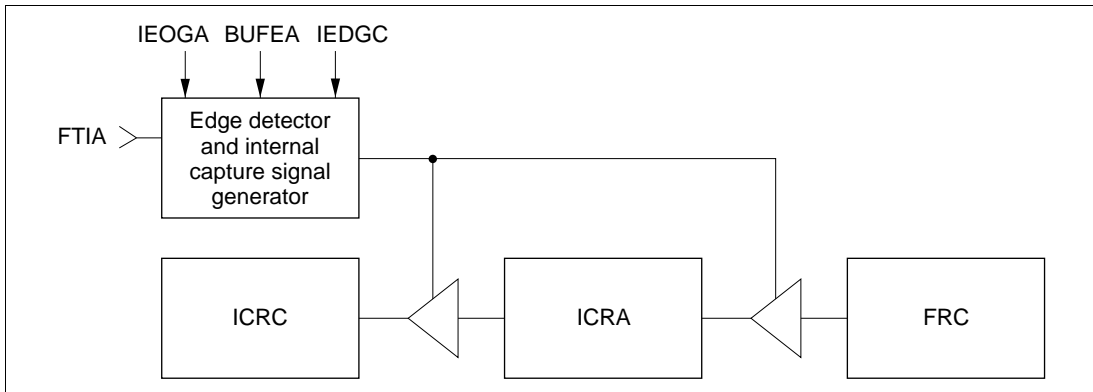 IEOGA BUFEA IEDGC
FTIA
Edge detector
and internal
capture signal
generator
ICRC ICRA FRC